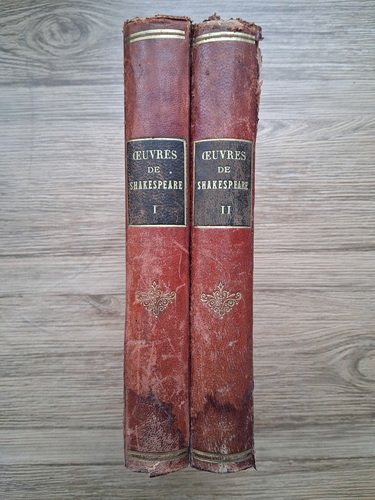 ŒUVRES
DE
SHAKESPEARE
I
ŒUVRES
DE
SHAKESPEARE
II